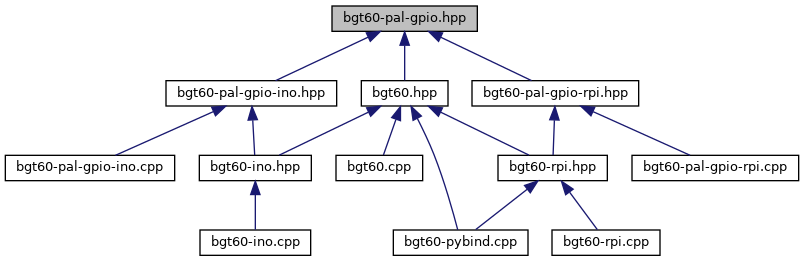 bgt60-pal-gpio.hpp
bgt60-pal-gpio-ino.hpp
bgt60.hpp
bgt60-pal-gpio-rpi.hpp
bgt60-pal-gpio-ino.cpp
bgt60-ino.hpp
bgt60.cpp
bgt60-rpi.hpp
bgt60-pal-gpio-rpi.cpp
bgt60-ino.cpp
bgt60-pybind.cpp
bgt60-rpi.cpp